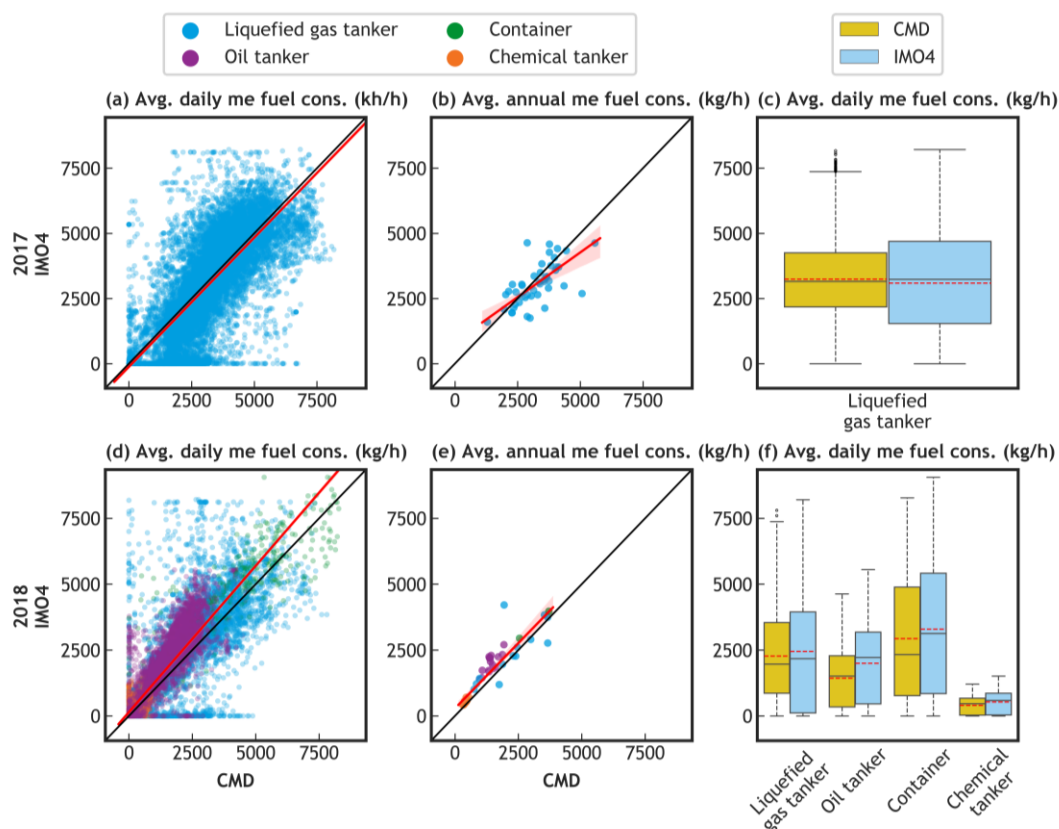 Liquefied gas tanker
Container
CMD
Oil tanker
Chemical tanker
IMO4
(a) Avg. daily me fuel cons. (kh/h)
(b) Avg. annual me fuel cons. (kg/h)
(c) Avg. daily me fuel cons. (kg/h)
2017
IMO4
7500
5000
2500
0
0 2500 5000 7500
7500
5000
2500
0
0 2500 5000 7500
7500
5000
2500
0
Liquefied
gas tanker
(d) Avg. daily me fuel cons. (kg/h)
(e) Avg. annual me fuel cons. (kg/h)
(f) Avg. daily me fuel cons. (kg/h)
2018
IMO4
7500
5000
2500
0
0 2500 5000 7500
CMD
7500
5000
2500
0
0 2500 5000 7500
CMD
7500
5000
2500
0
Liquefied
gas tanker
Oil tanker
Container
Chemical
tanker